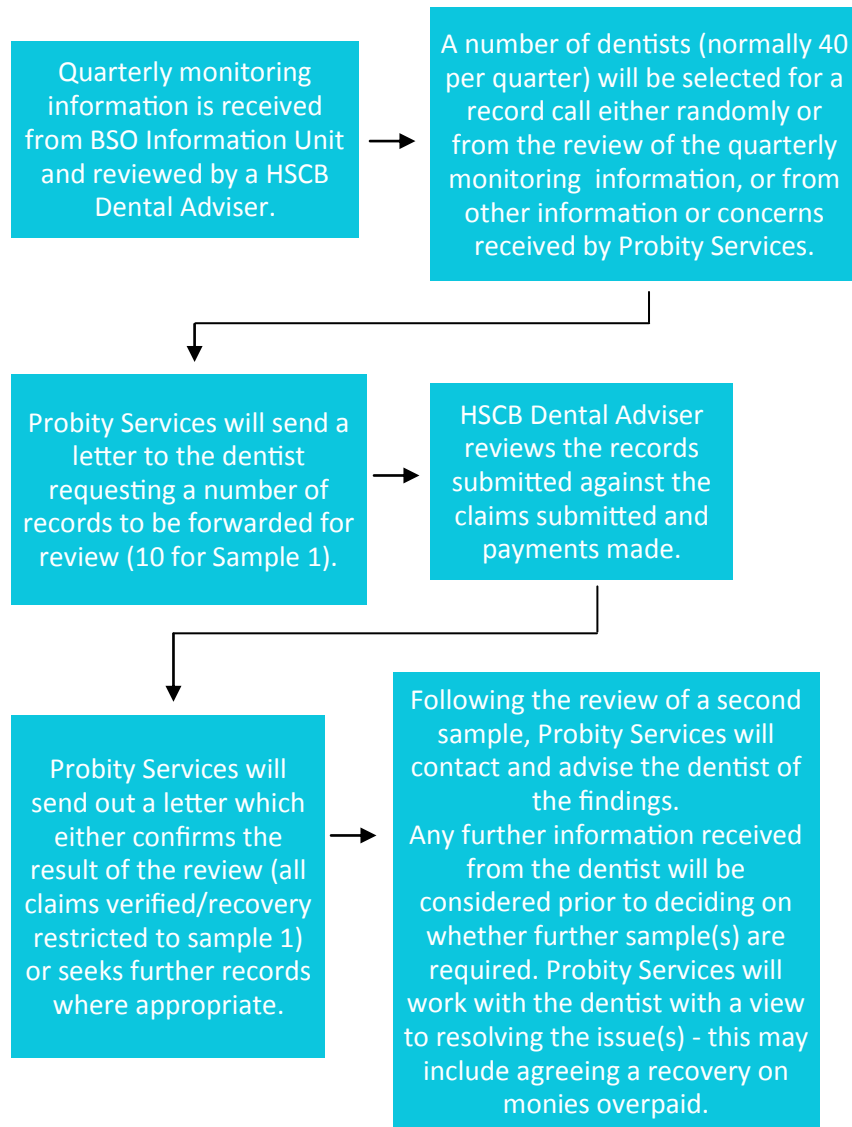 Quarterly monitoring
information is received
from BSO Information Unit
and reviewed by a HSCB
Dental Adviser.
A number of dentists (normally 40
per quarter) will be selected for a
record call either randomly or
from the review of the quarterly
monitoring information, or from
other information or concerns
received by Probity Services.
Probity Services will send a
letter to the dentist
requesting a number of
records to be forwarded for
review (10 for Sample 1).
HSCB Dental Adviser
reviews the records
submitted against the
claims submitted and
payments made.
Probity Services will
send out a letter which
either confirms the
result of the review (all
claims verified/recovery
restricted to sample 1)
or seeks further records
where appropriate.
Following the review of a second
sample, Probity Services will
contact and advise the dentist of
the findings.
Any further information received
from the dentist will be
considered prior to deciding on
whether further sample(s) are
required. Probity Services will
work with the dentist with a view
to resolving the issue(s) - this may
include agreeing a recovery on
monies overpaid.